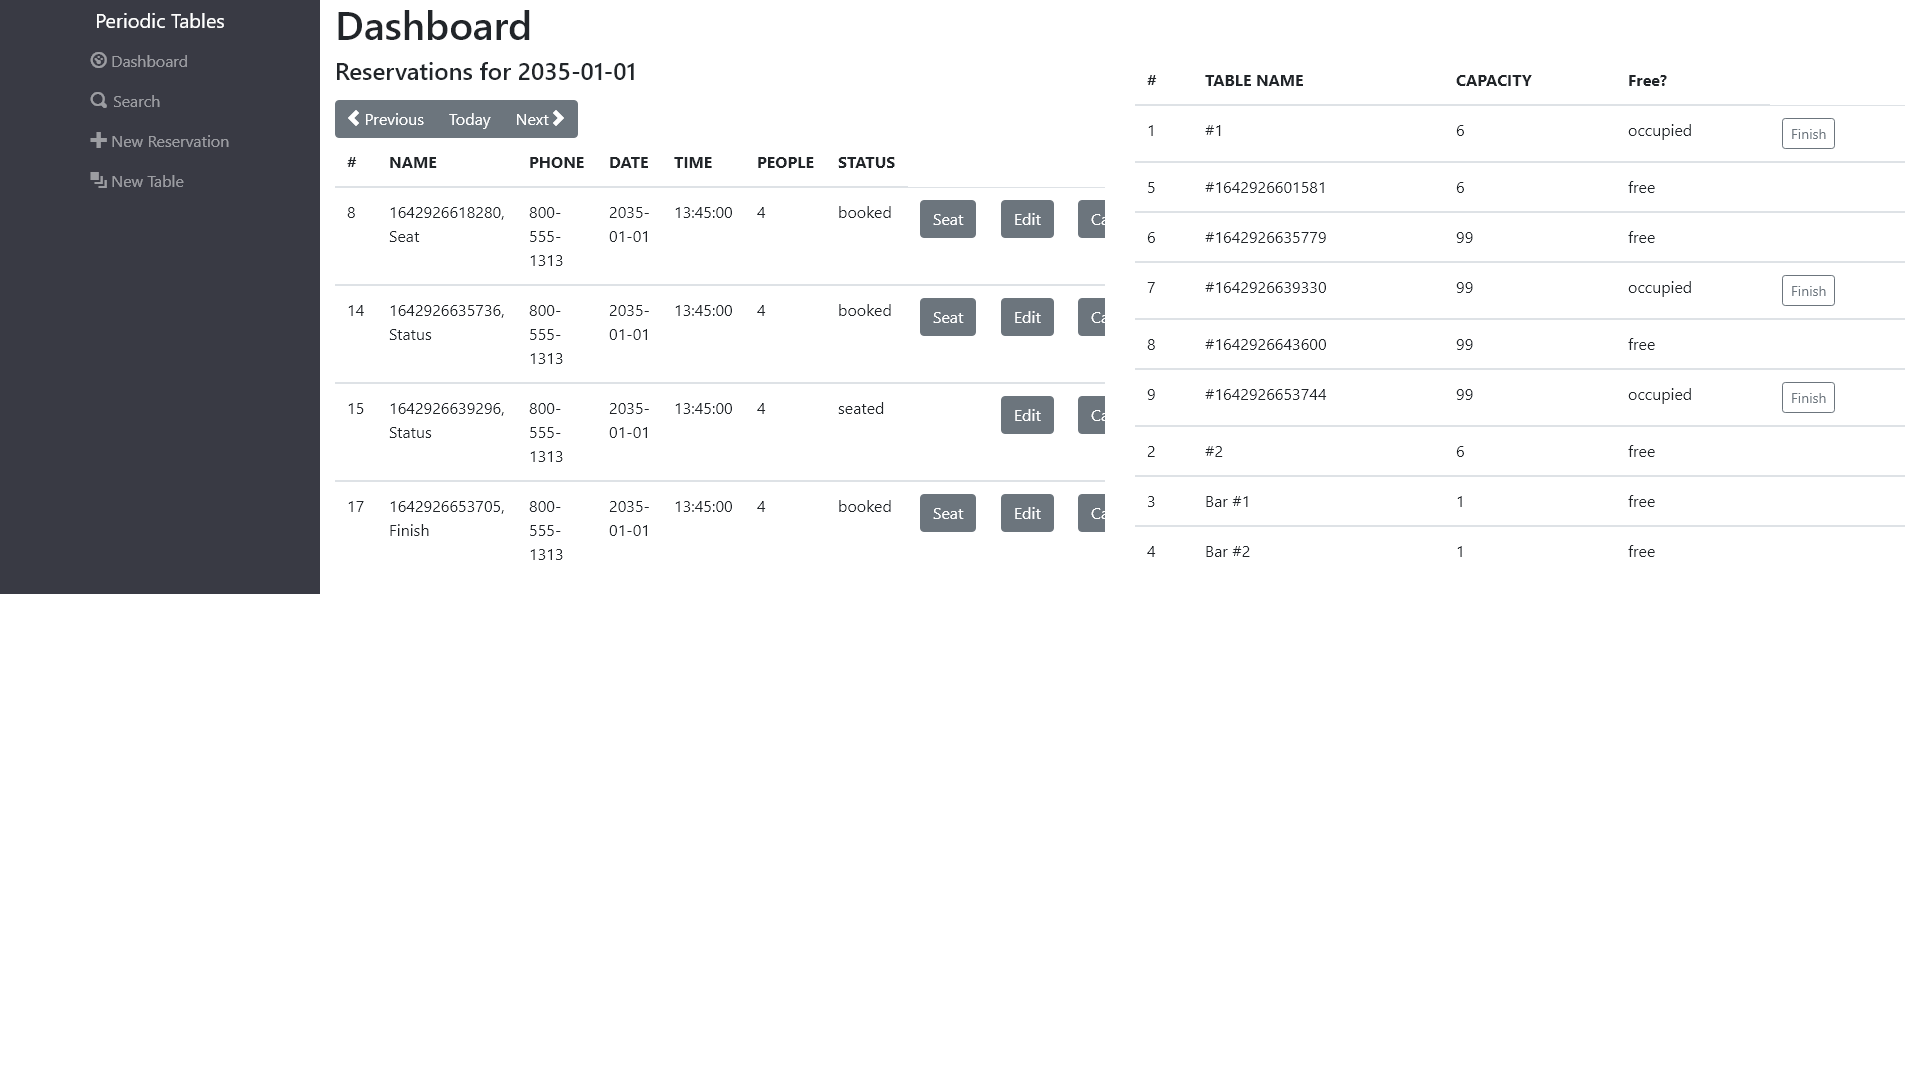 Periodic Tables
Dashboard
Search
New Reservation
New Table
Dashboard
Reservations for 2035-01-01
Previous Today Next
# NAME PHONE DATE TIME PEOPLE STATUS
8 1642926618280, 800- 2035- 13:45:00 4 booked Seat Edit Ca
Seat 555- 01-01
1313
14 1642926635736, 800- 2035- 13:45:00 4 booked Seat Edit Ca
Status 555- 01-01
1313
15 1642926639296, 800- 2035- 13:45:00 4 seated Edit Ca
Status 555- 01-01
1313
17 1642926653705, 800- 2035- 13:45:00 4 booked Seat Edit Ca
Finish 555- 01-01
1313
# TABLE NAME CAPACITY Free?
1 #1 6 occupied Finish
5 #1642926601581 6 free
6 #1642926635779 99 free
7 #1642926639330 99 occupied Finish
8 #1642926643600 99 free
9 #1642926653744 99 occupied Finish
2 #2 6 free
3 Bar #1 1 free
4 Bar #2 1 free